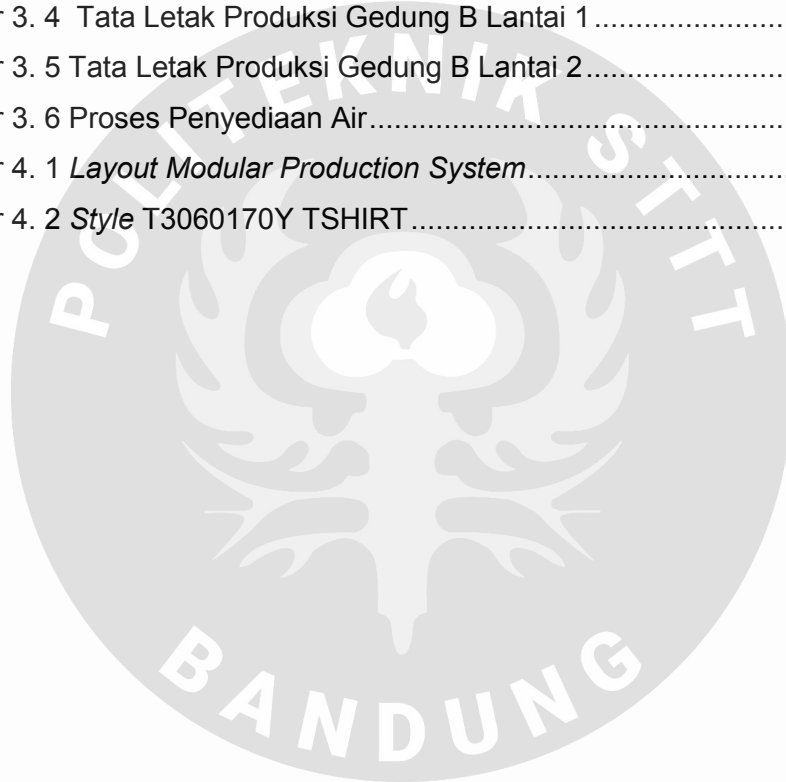 r 3. 4  Tata Letak Produksi Gedung B Lantai 1................................
r 3. 5 Tata Letak Produksi Gedung B Lantai 2.................................
r 3. 6 Proses Penyediaan Air...............................................................
r 4. 1 Layout Modular Production System........................................
r 4. 2 Style T3060170Y TSHIRT.........................................................
POLITEKNIK STTT
BANDUNG